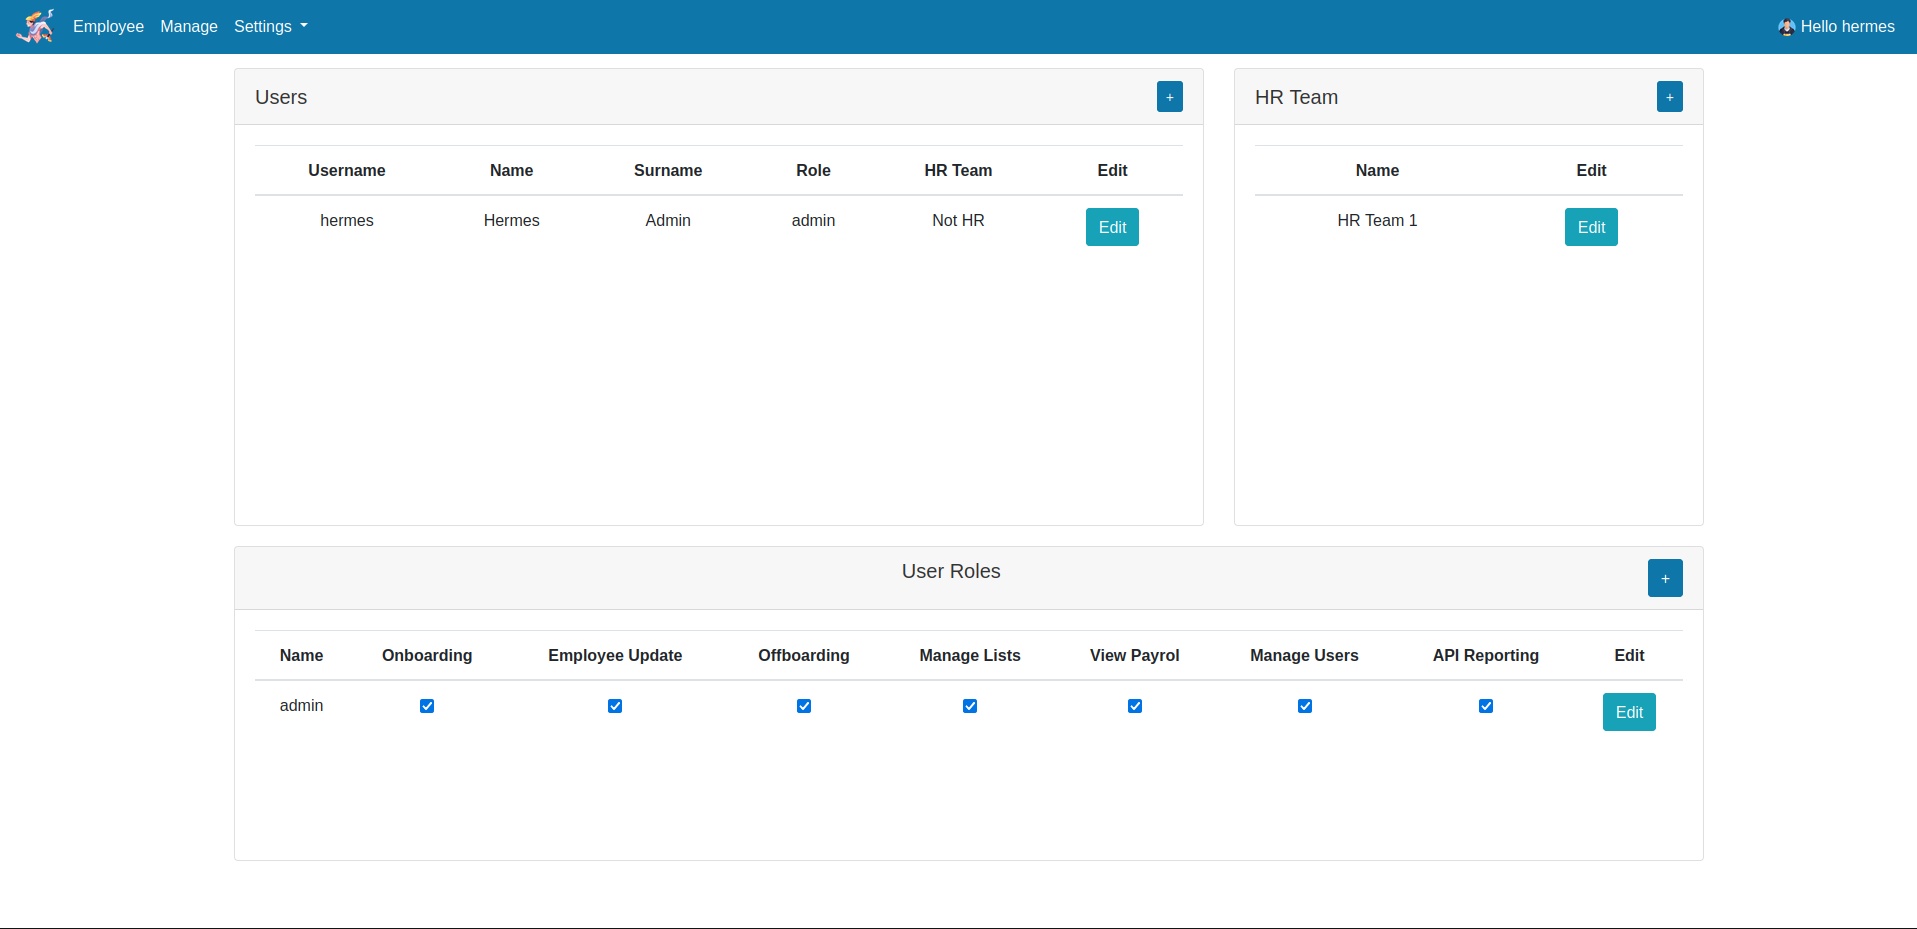 Employee Manage Settings Hello hermes
Users +
Username Name Surname Role HR Team Edit
hermes Hermes Admin admin Not HR Edit
HR Team +
Name Edit
HR Team 1 Edit
User Roles +
Name Onboarding Employee Update Offboarding Manage Lists View Payrol Manage Users API Reporting Edit
admin Edit